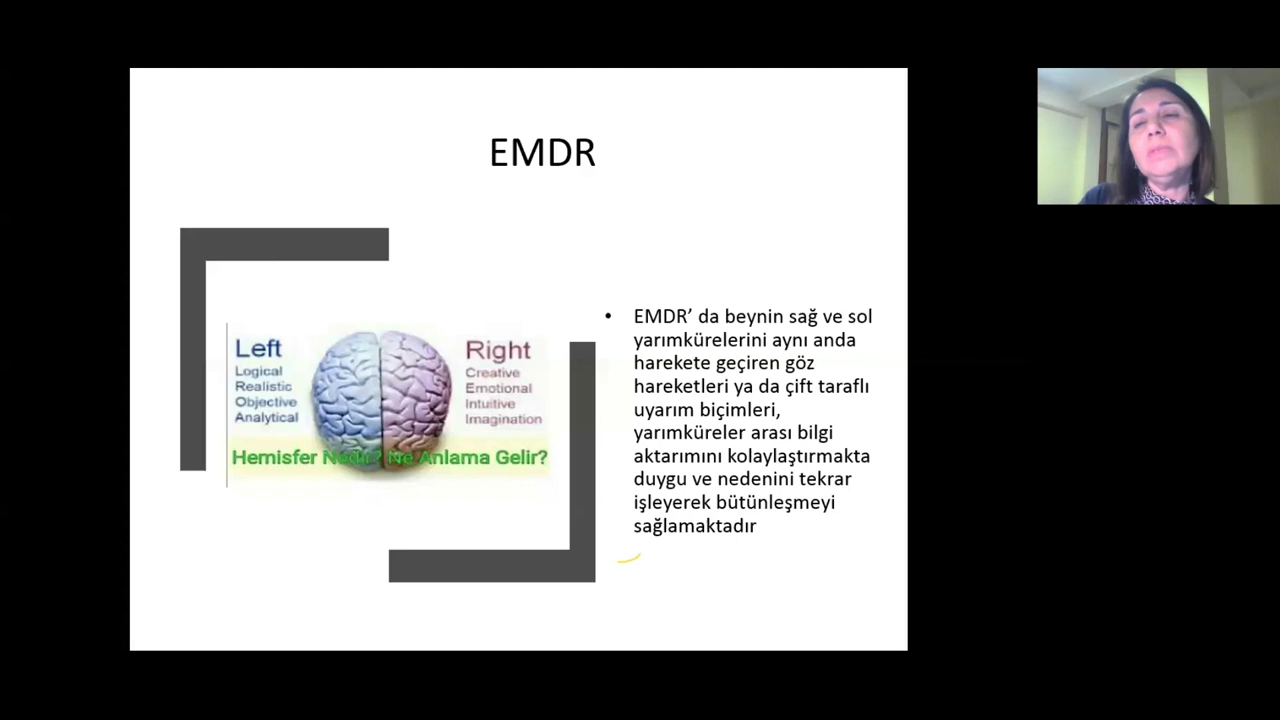 EMDR
Left
Logical
Realistic
Objective
Analytical
Right
Creative
Emotional
Intuitive
Imagination
Hemisfer Nedir? Ne Anlama Gelir?
• EMDR’ da beynin sağ ve sol
yarımkürelerini aynı anda
harekete geçiren göz
hareketleri ya da çift taraflı
uyarım biçimleri,
yarımküreler arası bilgi
aktarımını kolaylaştırmakta
duygu ve nedenini tekrar
işleyerek bütünleşmeyi
sağlamaktadır